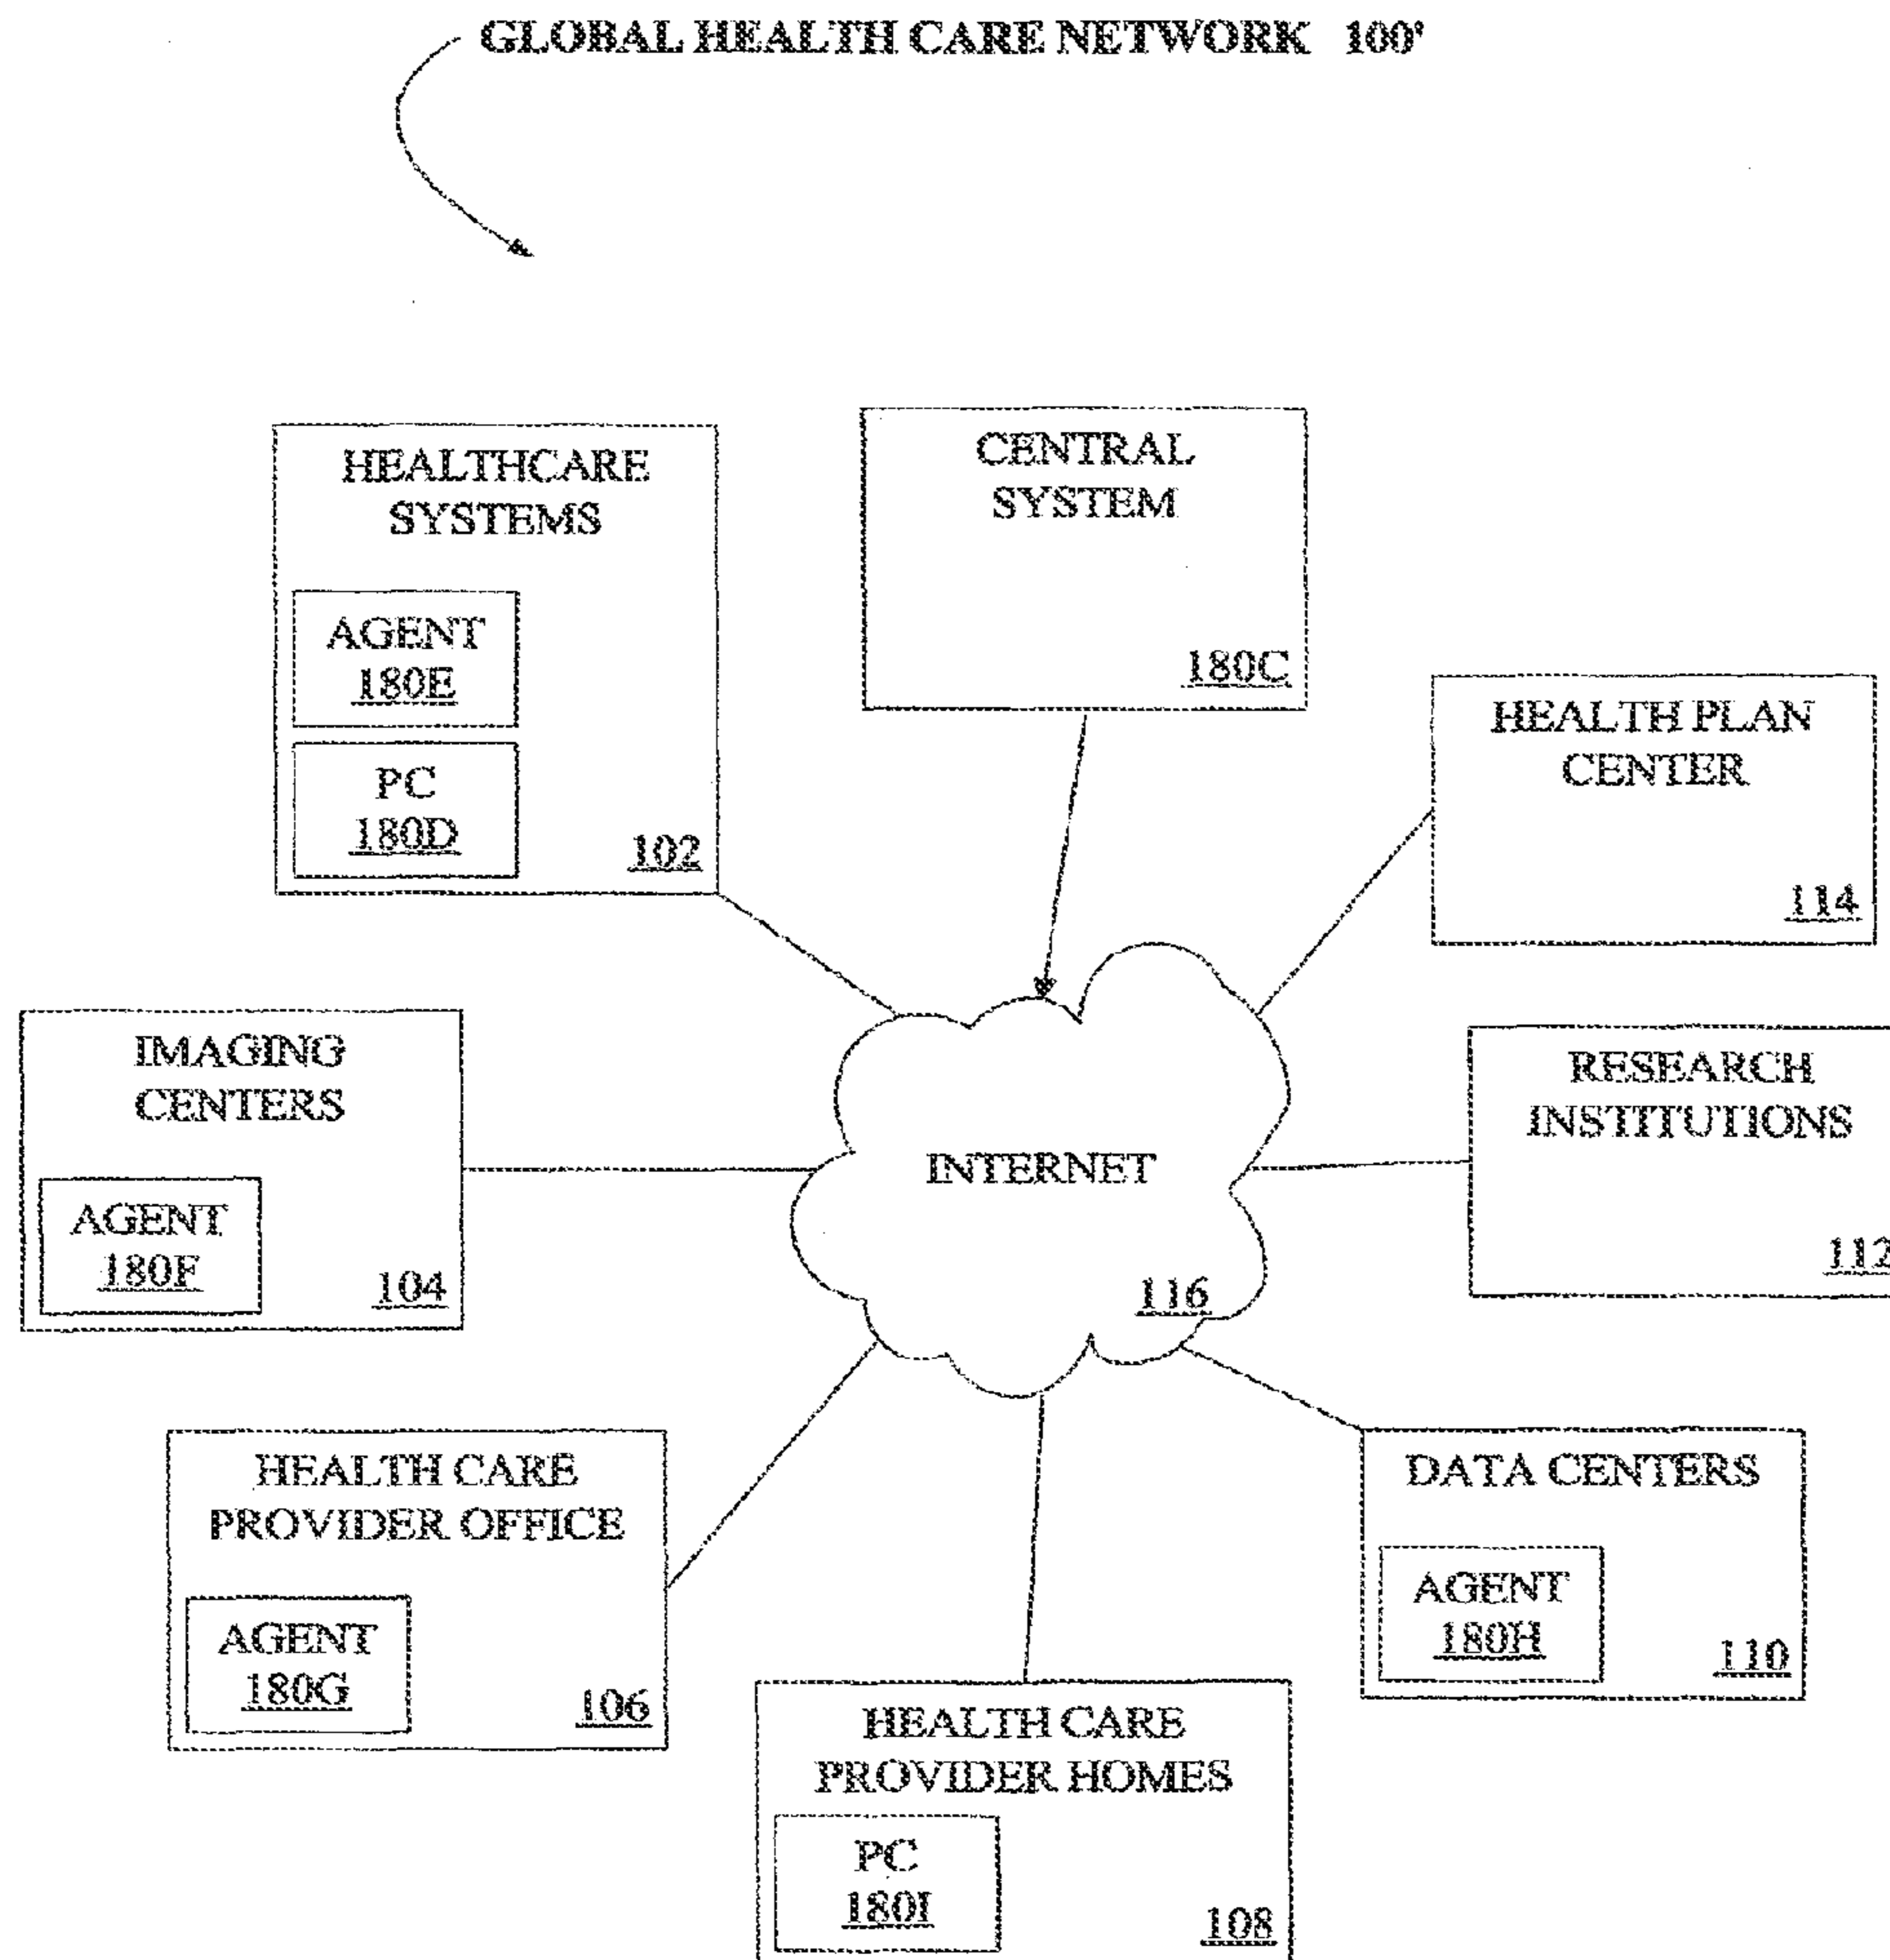 GLOBAL HEALTH CARE NETWORK 100'
HEALTHCARE
SYSTEMS
AGENT
180E
PC
180D
102
CENTRAL
SYSTEM
180C
HEALTH PLAN
CENTER
114
IMAGING
CENTERS
AGENT
180F
104
INTERNET
116
RESEARCH
INSTITUTIONS
112
HEALTH CARE
PROVIDER OFFICE
AGENT
180G
106
HEALTH CARE
PROVIDER HOMES
PC
180I
108
DATA CENTERS
AGENT
180H
110